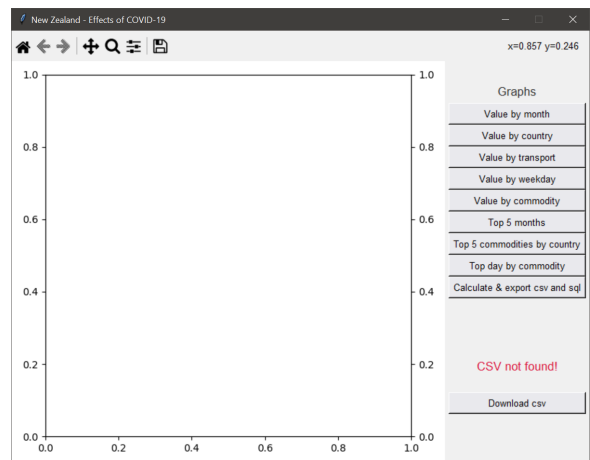 New Zealand - Effects of COVID-19
x=0.857 y=0.246
1.0
0.8
0.6
0.4
0.2
0.0
0.0 0.2 0.4 0.6 0.8 1.0
1.0
0.8
0.6
0.4
0.2
0.0
Graphs
Value by month
Value by country
Value by transport
Value by weekday
Value by commodity
Top 5 months
Top 5 commodities by country
Top day by commodity
Calculate & export csv and sql
CSV not found!
Download csv